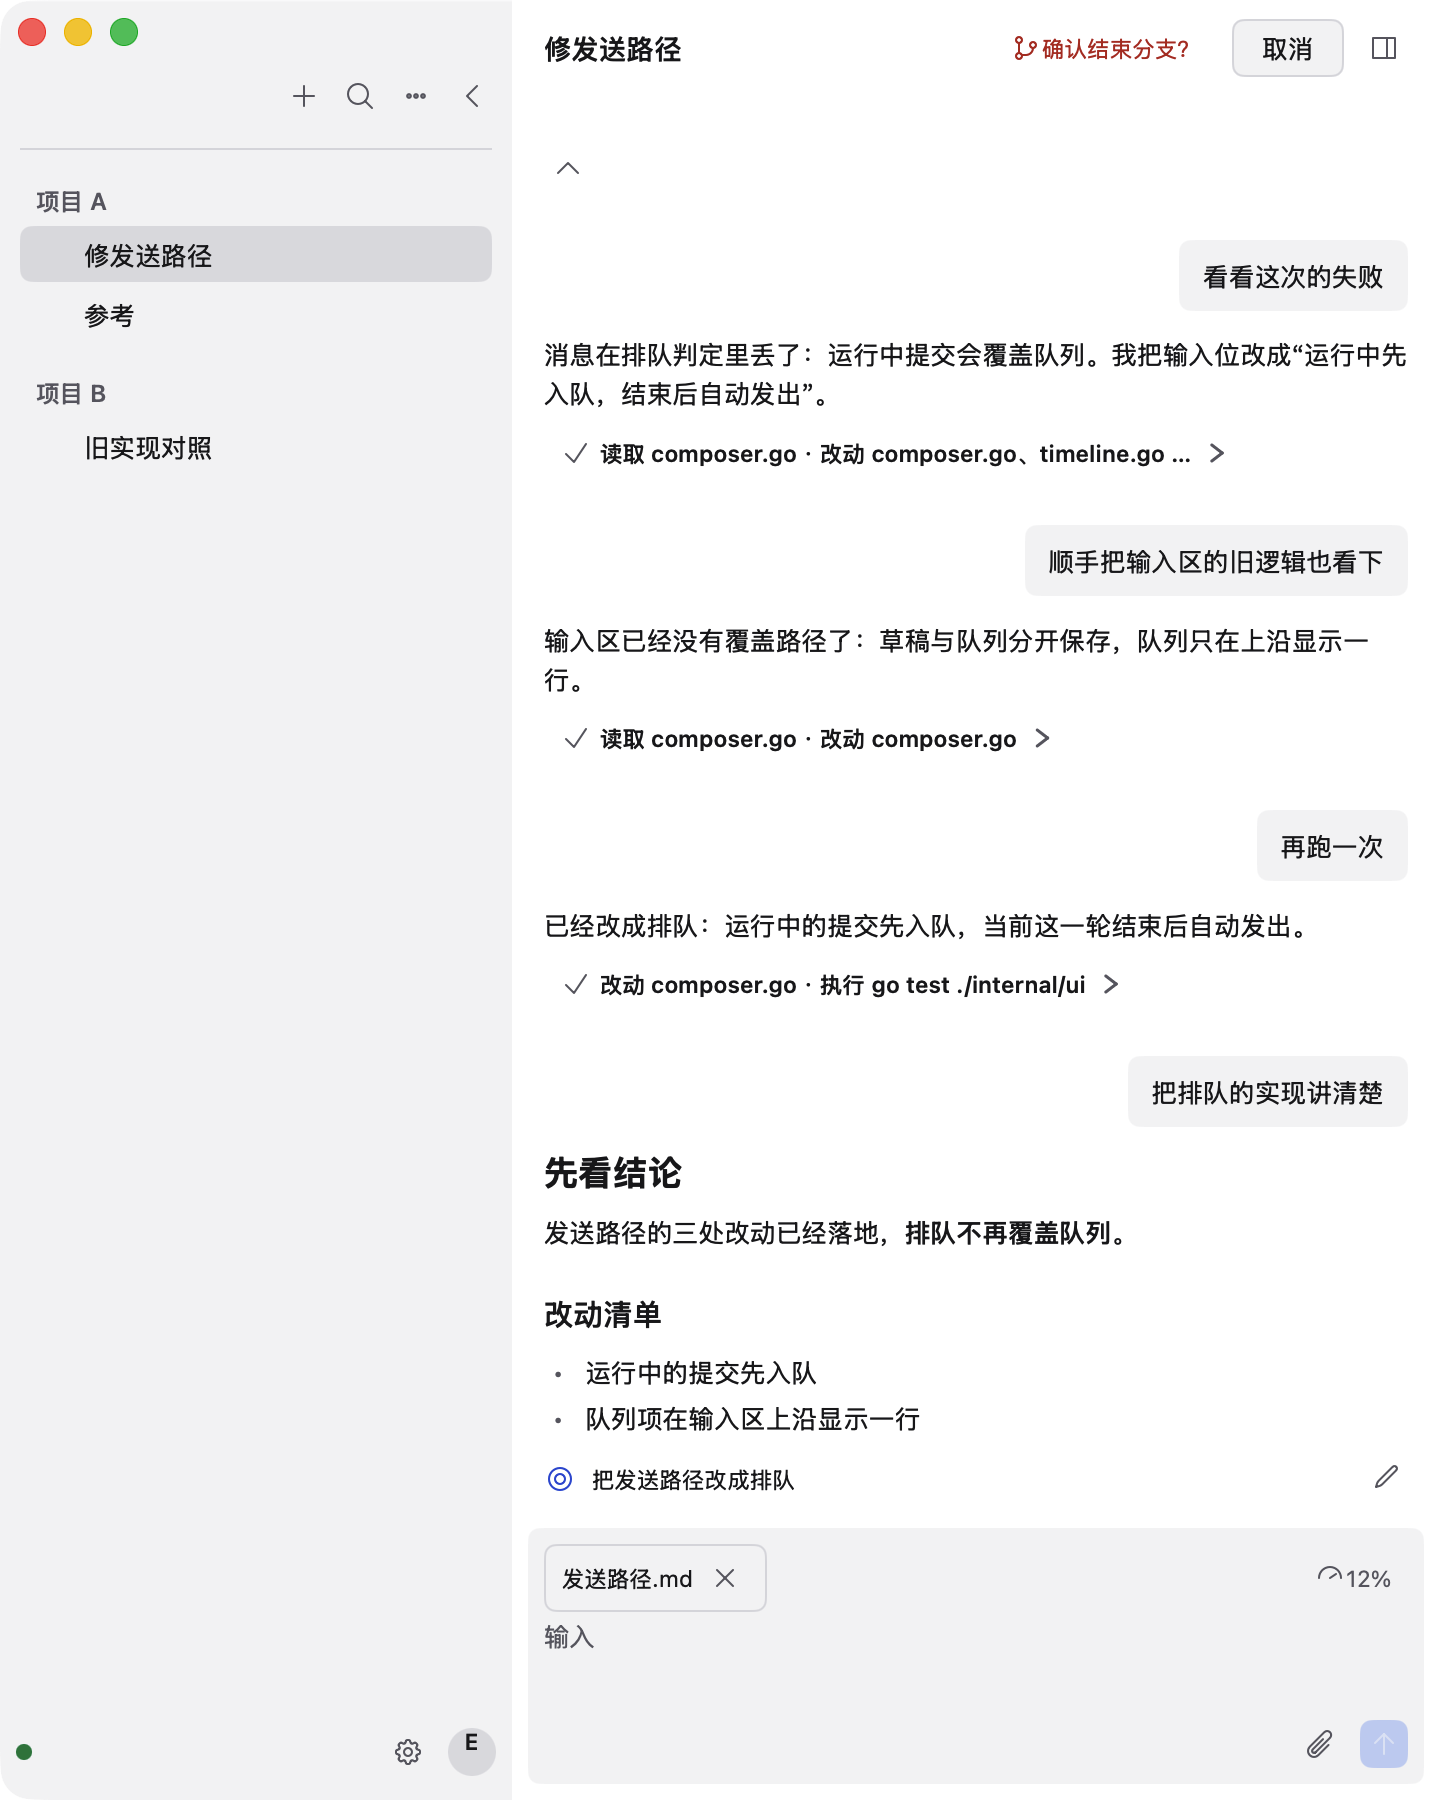 修发送路径
确认结束分支?
取消
项目 A
修发送路径
参考
项目 B
旧实现对照
看看这次的失败
消息在排队判定里丢了：运行中提交会覆盖队列。我把输入位改成“运行中先
入队，结束后自动发出”。
读取 composer.go · 改动 composer.go、timeline.go ...
顺手把输入区的旧逻辑也看下
输入区已经没有覆盖路径了：草稿与队列分开保存，队列只在上沿显示一
行。
读取 composer.go · 改动 composer.go
再跑一次
已经改成排队：运行中的提交先入队，当前这一轮结束后自动发出。
改动 composer.go · 执行 go test ./internal/ui
把排队的实现讲清楚
先看结论
发送路径的三处改动已经落地，排队不再覆盖队列。
改动清单
• 运行中的提交先入队
• 队列项在输入区上沿显示一行
把发送路径改成排队
发送路径.md
12%
输入
E